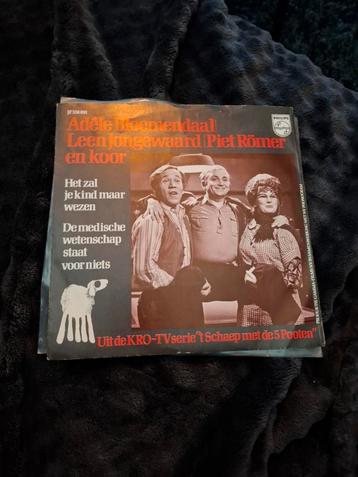 PHILIPS
Adèle Bloemendaal
Leen Jongewaard | Piet Römer
en koor
Het zal
je kind maar
wezen
De medische
wetenschap
staat
voor niets
Uit de KRO-TV serie "'t Schaep met de 5 Pooten"